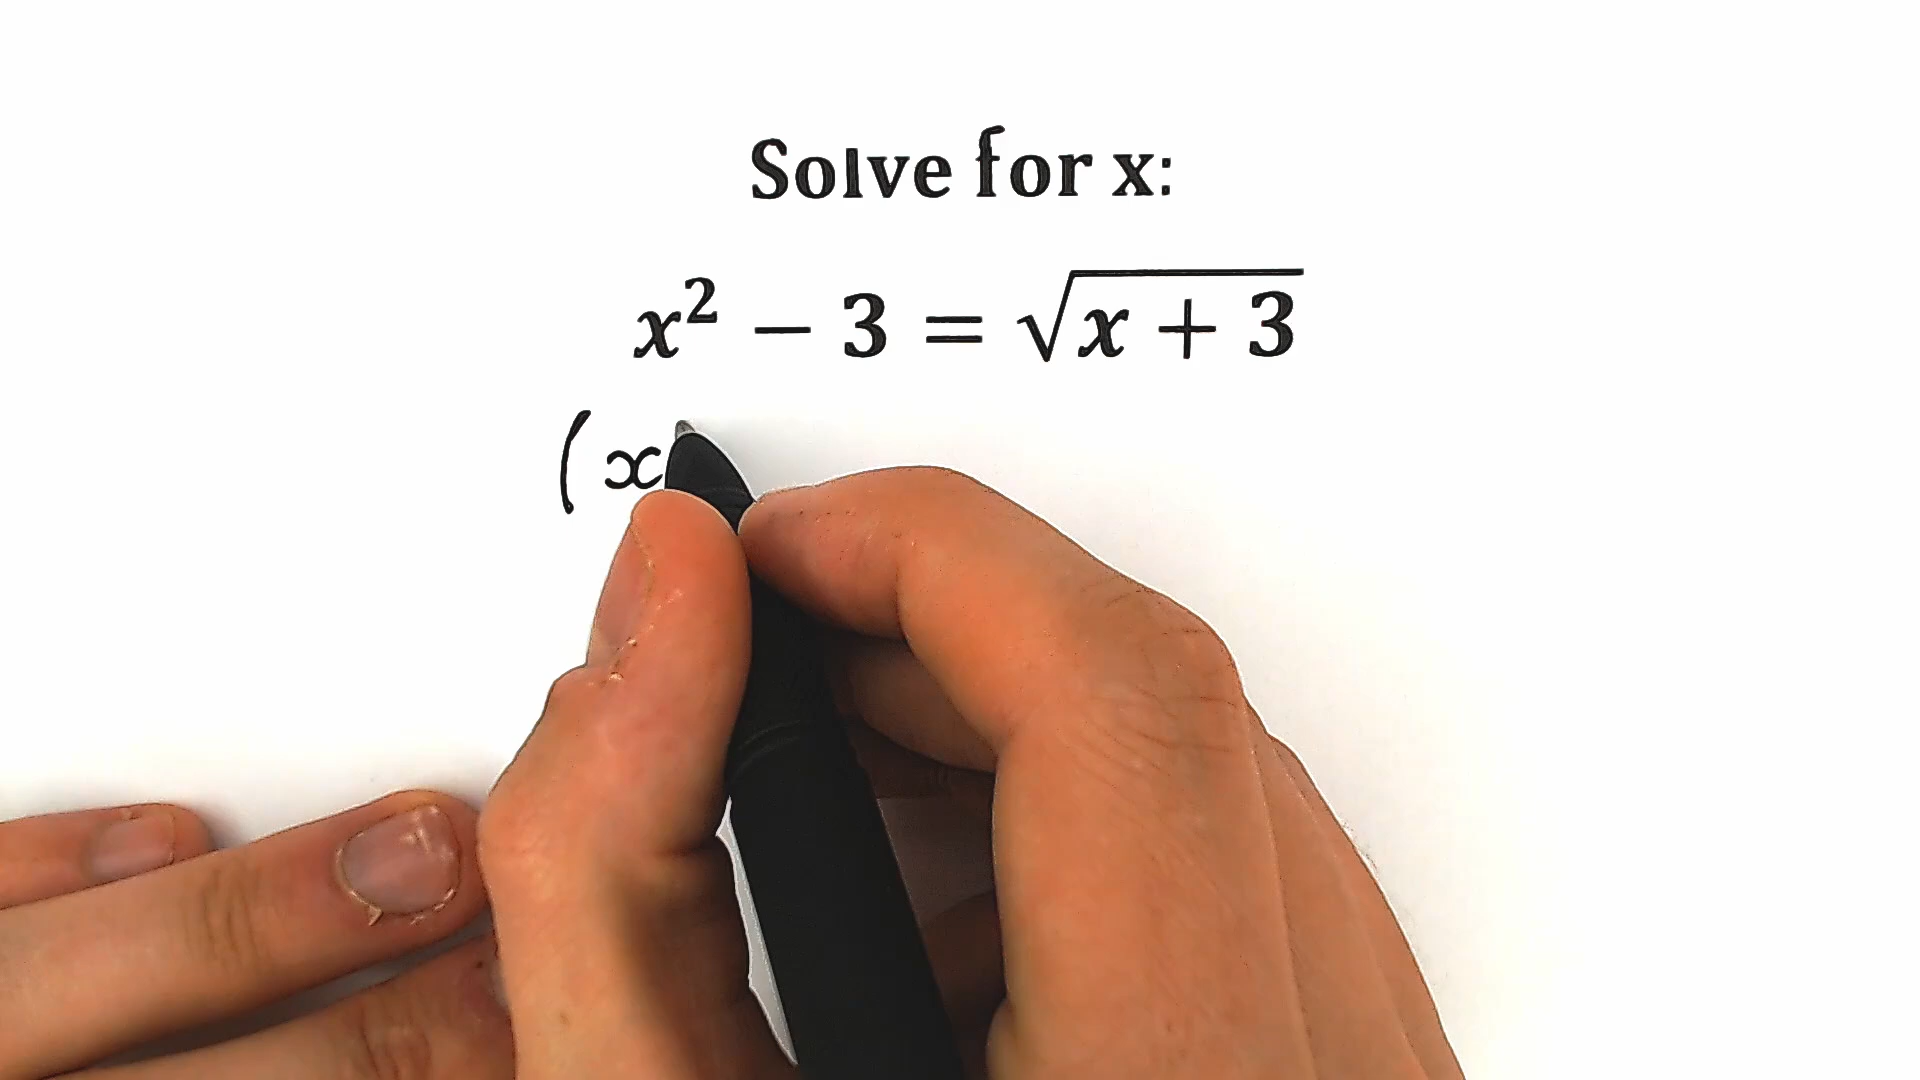 Solve for x:
x² − 3 = √(x + 3)
(x